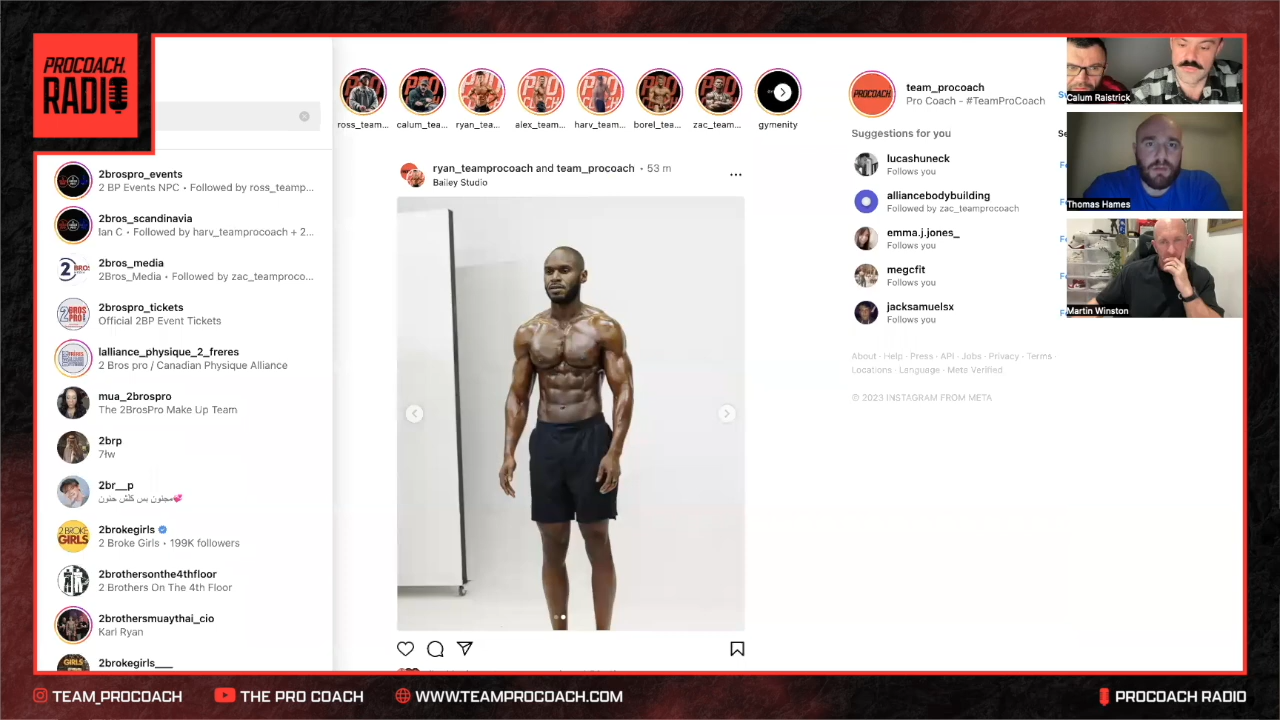 PROCOACH.
RADIO
2brospro_events
2 BP Events NPC • Followed by ross_teamp...
2bros_scandinavia
Ian C • Followed by harv_teamprocoach + 2...
2bros_media
2Bros_Media • Followed by zac_teamproco...
2brospro_tickets
Official 2BP Event Tickets
lalliance_physique_2_freres
2 Bros pro / Canadian Physique Alliance
mua_2brospro
The 2BrosPro Make Up Team
2brp
7łw
2br__p
مجنون بس كلش حنون💞
2brokegirls
2 Broke Girls • 199K followers
2brothersonthe4thfloor
2 Brothers On The 4th Floor
2brothersmuaythai_cio
Karl Ryan
2brokegirls___
ross_team...
calum_tea...
ryan_tea...
alex_team...
harv_team...
borel_tea...
zac_team...
gymenity
ryan_teamprocoach and team_procoach • 53 m
Bailey Studio
team_procoach
Pro Coach - #TeamProCoach
Suggestions for you
lucashuneck
Follows you
alliancebodybuilding
Followed by zac_teamprocoach
emma.j.jones_
Follows you
megcfit
Follows you
jacksamuelsx
Follows you
About · Help · Press · API · Jobs · Privacy · Terms ·
Locations · Language · Meta Verified
© 2023 INSTAGRAM FROM META
Calum Raistrick
Thomas Hames
Martin Winston
TEAM_PROCOACH
THE PRO COACH
WWW.TEAMPROCOACH.COM
PROCOACH RADIO